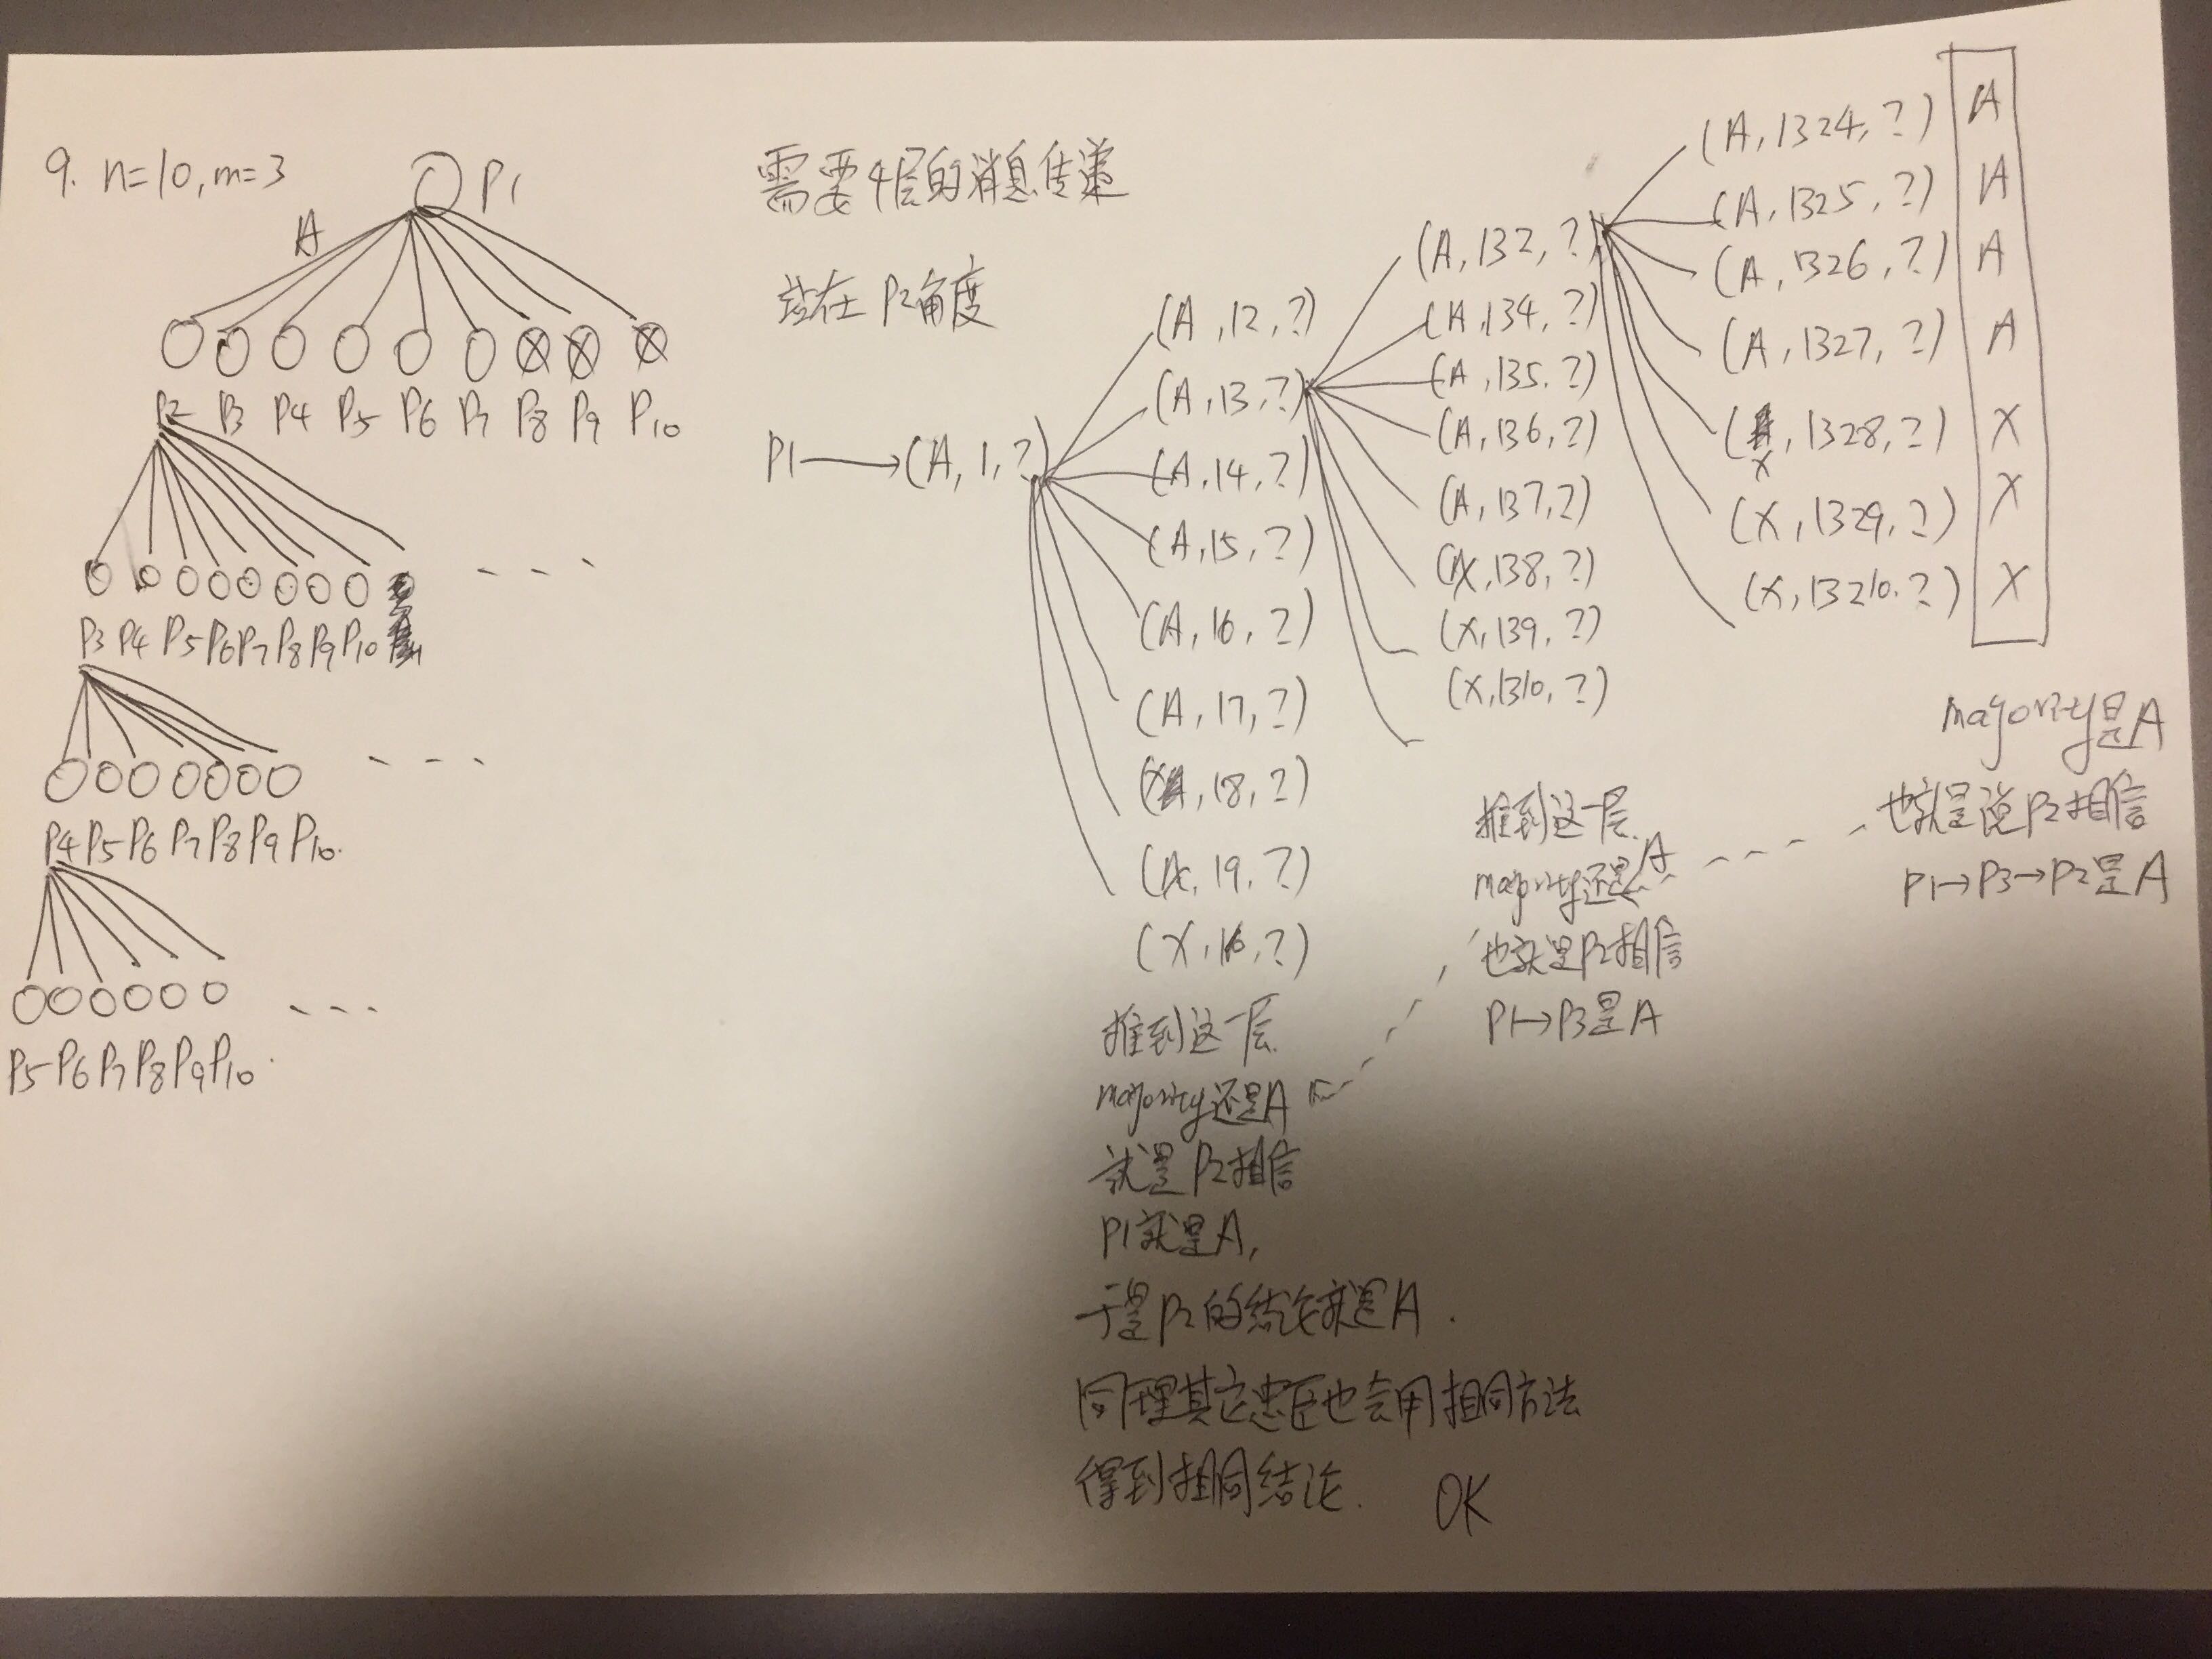 9. n=10, m=3
P1
A
P2 P3 P4 P5 P6 P7 P8 P9 P10
P3 P4 P5 P6 P7 P8 P9 P10
P4 P5 P6 P7 P8 P9 P10.
P5 P6 P7 P8 P9 P10.
需要4层的消息传递
站在 P2角度
P1→(A, 1, ?)
(A, 12, ?)
(A, 13, ?)
(A, 14, ?)
(A, 15, ?)
(A, 16, ?)
(A, 17, ?)
(X, 18, ?)
(X, 19, ?)
(X, 110, ?)
推到这一层
majority还是A
就是P2相信
P1就是A,
于是P2的结论就是A.
同理其它忠臣也会用相同方法
得到相同结论. OK
(A, 132, ?)
(A, 134, ?)
(A, 135, ?)
(A, 136, ?)
(A, 137, ?)
(X, 138, ?)
(X, 139, ?)
(X, 1310, ?)
推到这一层
majority还是A
也就是P2相信
P1→P3是A
(A, 1324, ?) A
(A, 1325, ?) A
(A, 1326, ?) A
(A, 1327, ?) A
(X, 1328, ?) X
(X, 1329, ?) X
(X, 13210, ?) X
majority是A
也就是说P2相信
P1→P3→P2是A